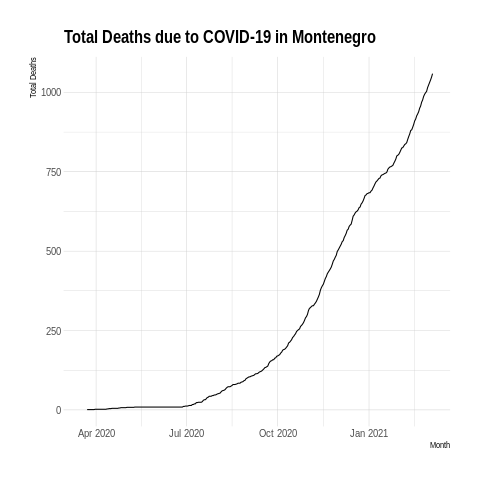 Total Deaths due to COVID-19 in Montenegro
Total Deaths
1000
750
500
250
0
Apr 2020
Jul 2020
Oct 2020
Jan 2021
Month